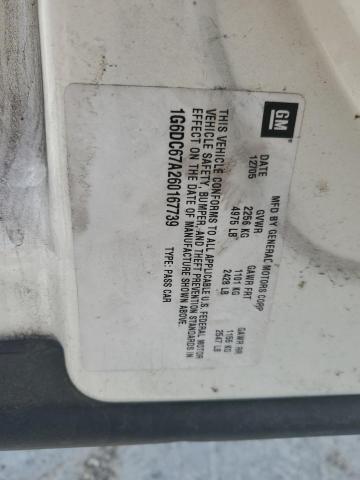 GM
MFD BY GENERAL MOTORS CORP
DATE GVWR GAWR FRT GAWR RR
12/05 2256 KG 1101 KG 1156 KG
4975 LB 2428 LB 2547 LB
THIS VEHICLE CONFORMS TO ALL APPLICABLE U.S. FEDERAL MOTOR
VEHICLE SAFETY, BUMPER, AND THEFT PREVENTION STANDARDS IN
EFFECT ON THE DATE OF MANUFACTURE SHOWN ABOVE.
1G6DC67A260167739 TYPE: PASS CAR